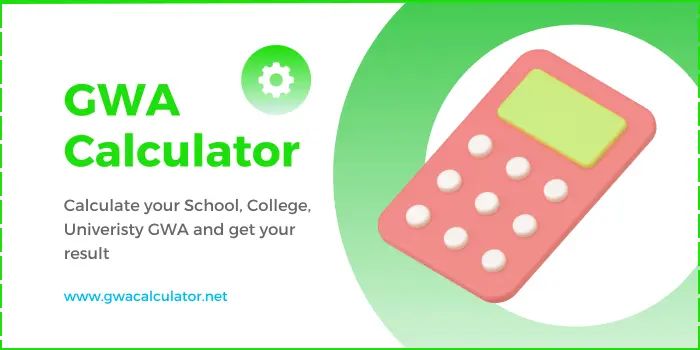 GWA
Calculator
Calculate your School, College,
Univeristy GWA and get your
result
www.gwacalculator.net